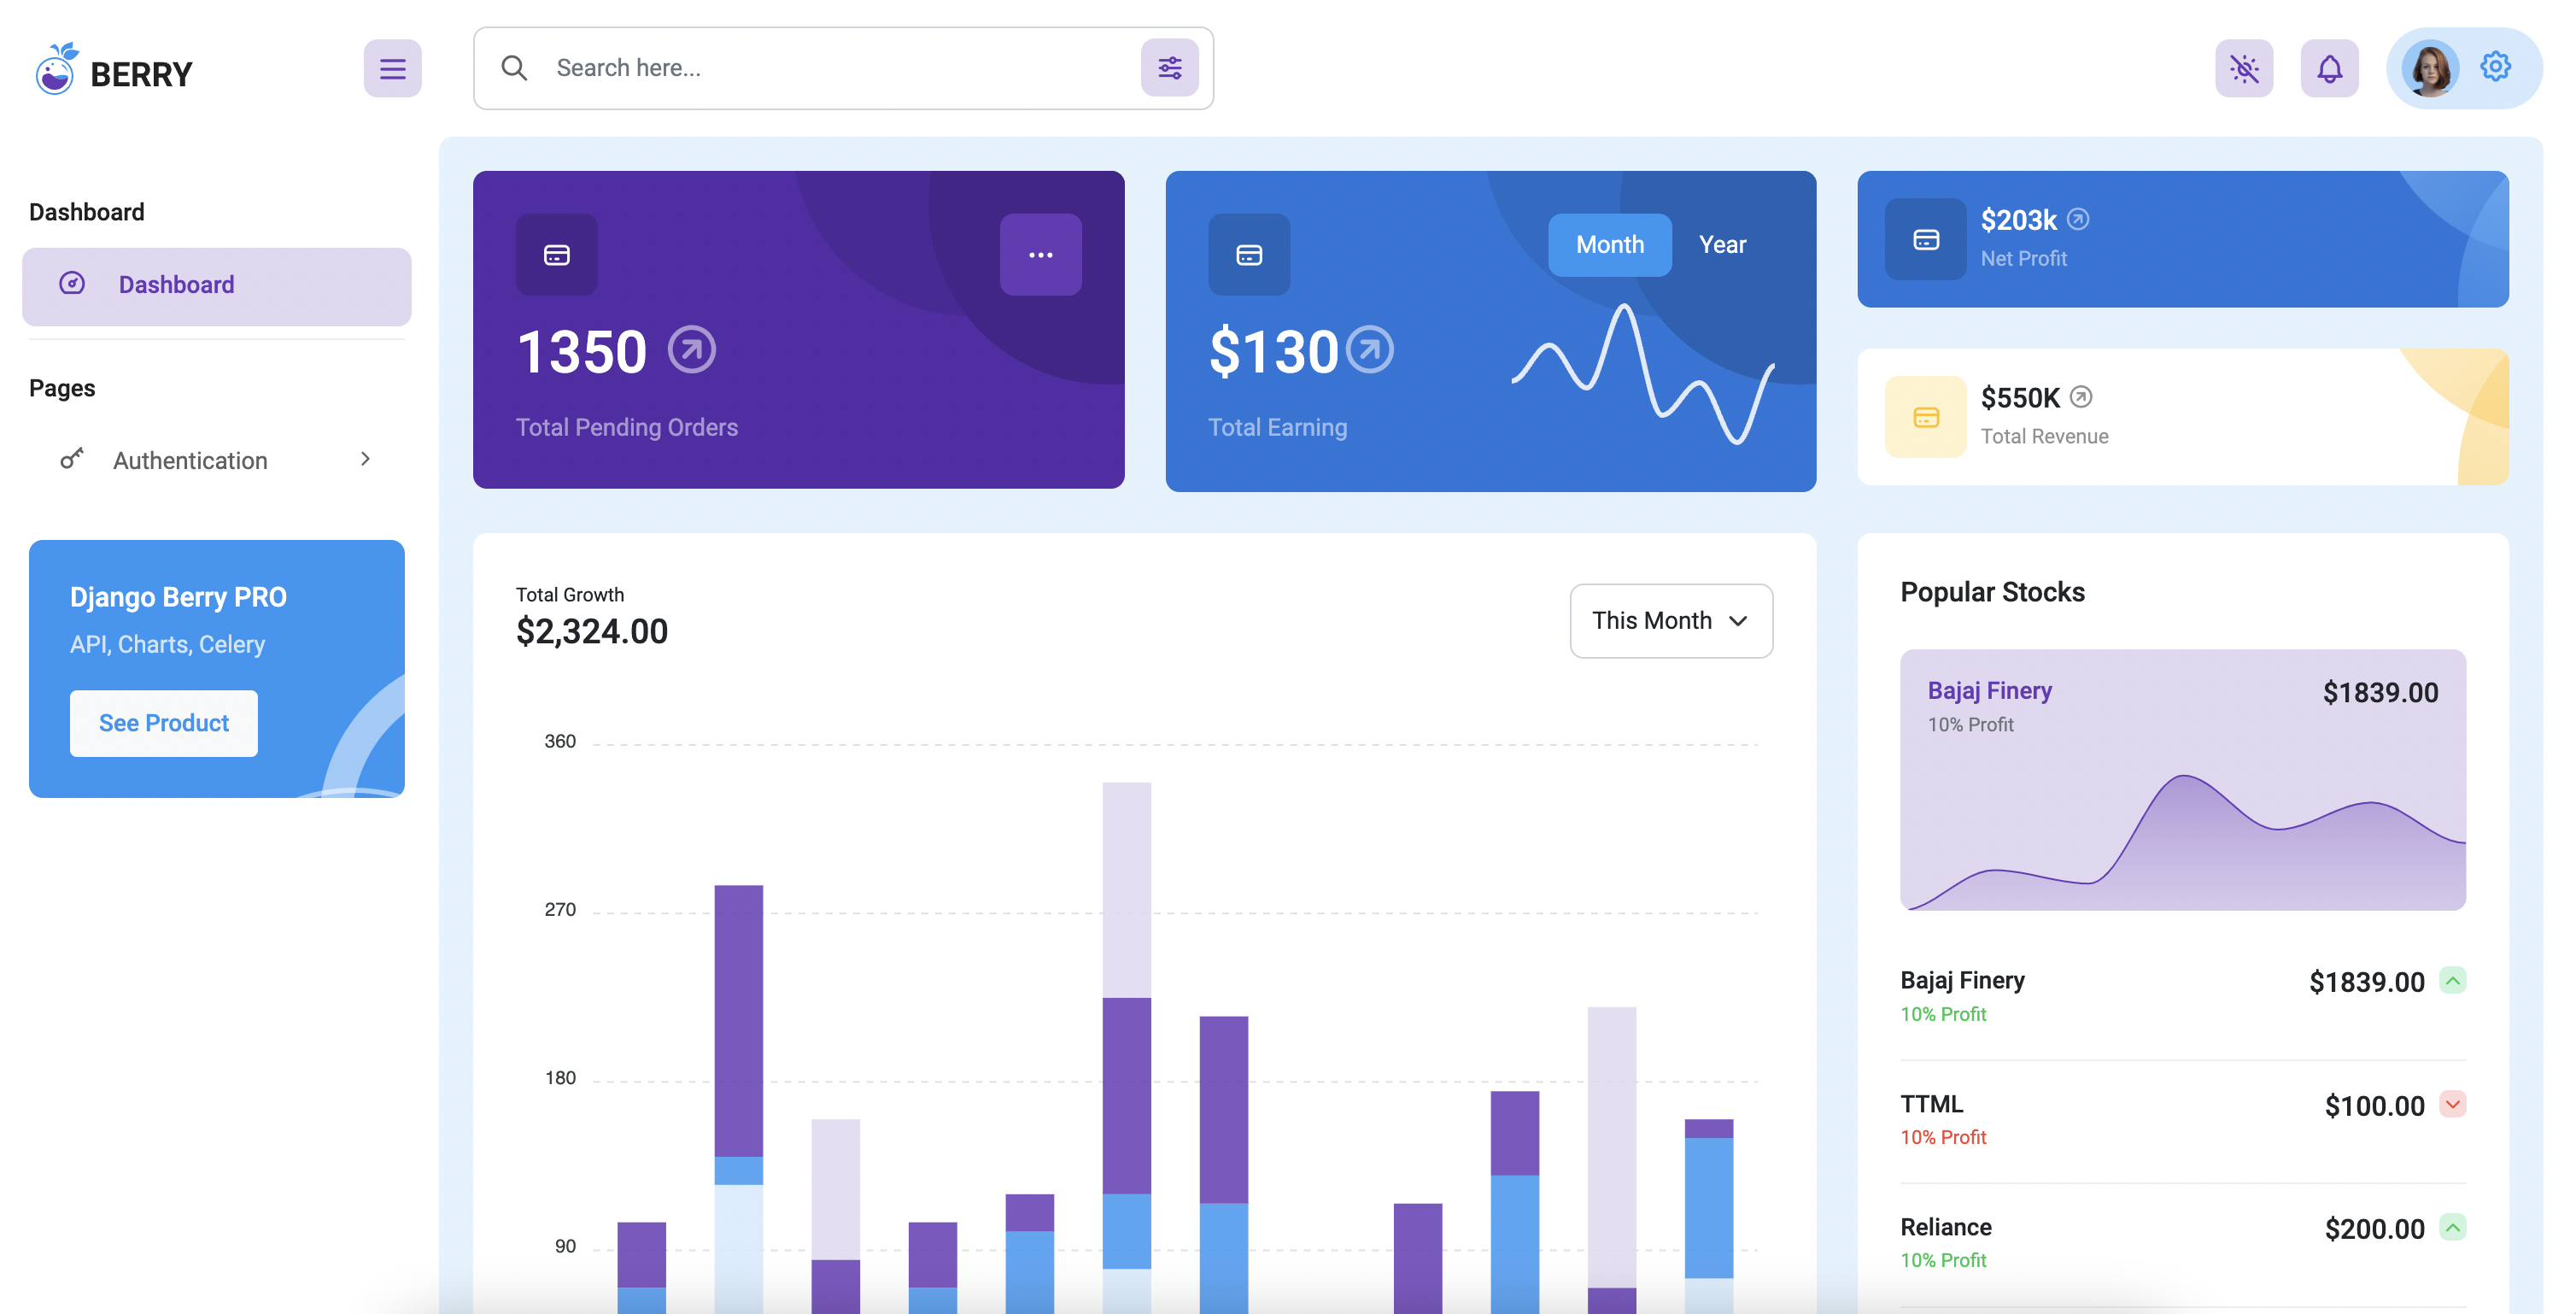 BERRY
Search here...
Dashboard
Dashboard
Pages
Authentication
Django Berry PRO
API, Charts, Celery
See Product
1350
Total Pending Orders
Month Year
$130
Total Earning
$203k
Net Profit
$550K
Total Revenue
Total Growth
$2,324.00
This Month
360
270
180
90
Popular Stocks
Bajaj Finery $1839.00
10% Profit
Bajaj Finery $1839.00
10% Profit
TTML $100.00
10% Profit
Reliance $200.00
10% Profit